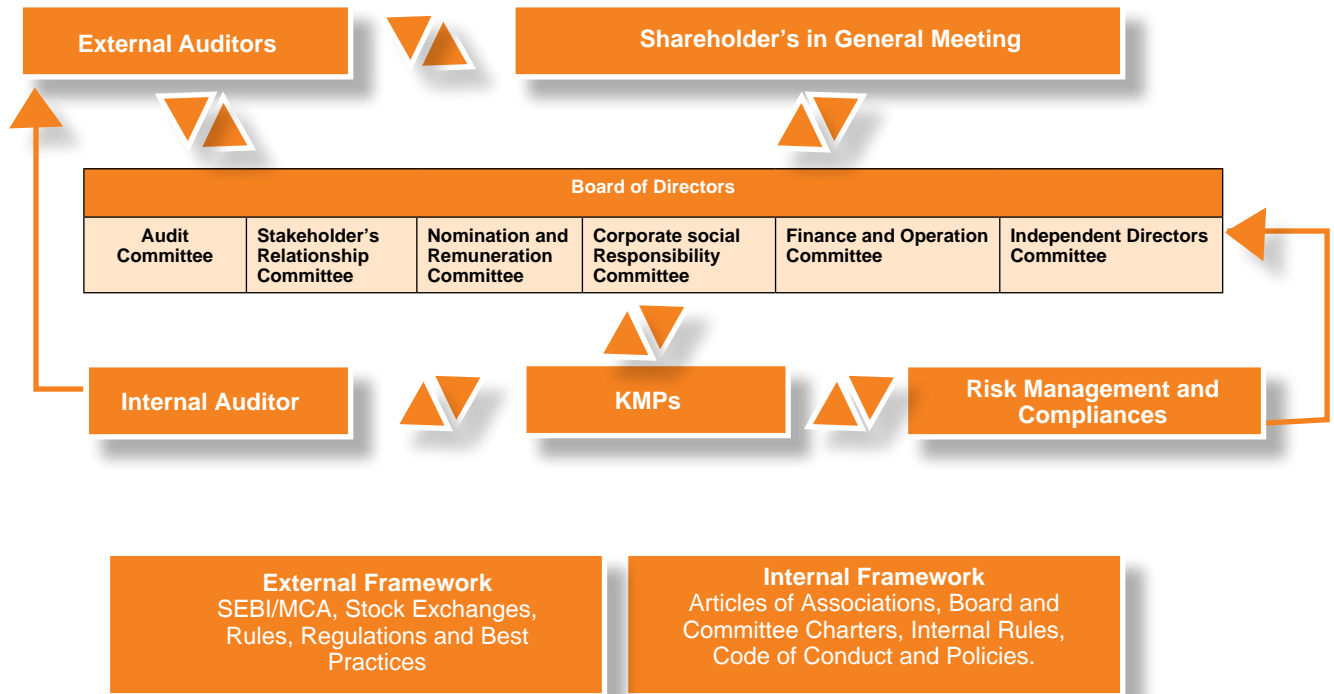 External Auditors
Shareholder’s in General Meeting
Board of Directors
Audit
Committee
Stakeholder’s
Relationship
Committee
Nomination and
Remuneration
Committee
Corporate social
Responsibility
Committee
Finance and Operation
Committee
Independent Directors
Committee
Internal Auditor
KMPs
Risk Management and
Compliances
External Framework
SEBI/MCA, Stock Exchanges,
Rules, Regulations and Best
Practices
Internal Framework
Articles of Associations, Board and
Committee Charters, Internal Rules,
Code of Conduct and Policies.